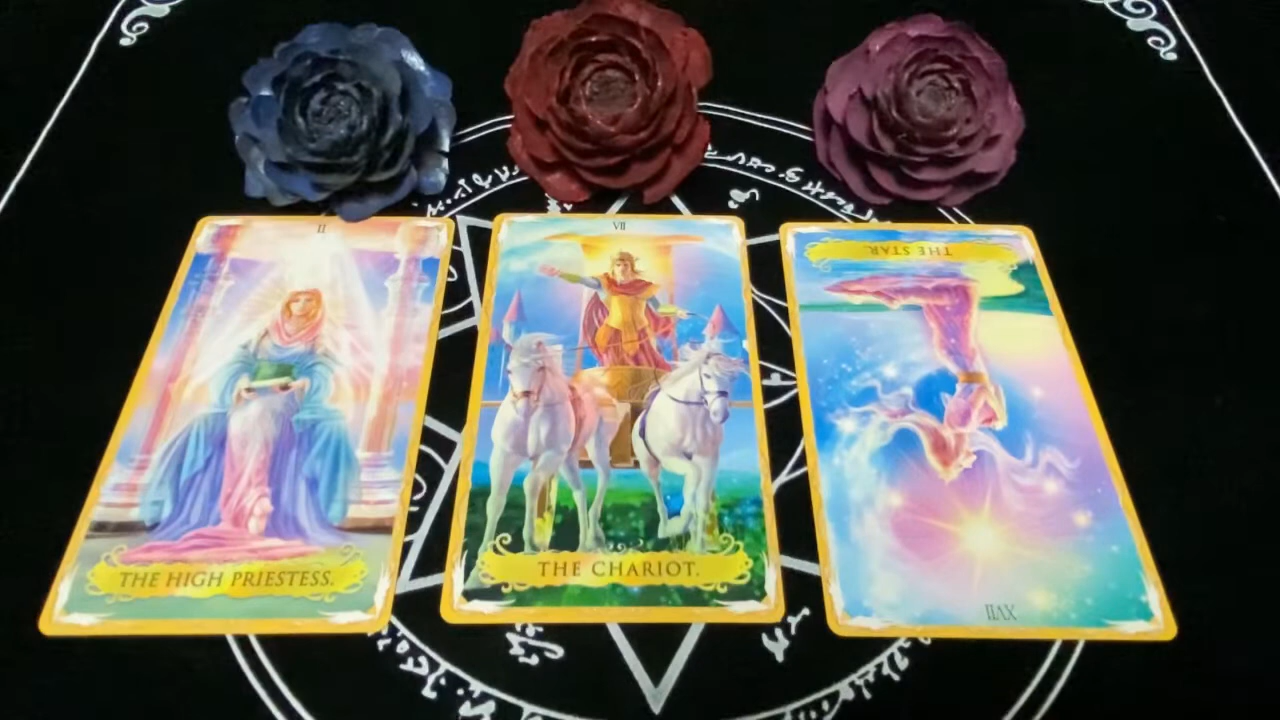 II
VII
THE STAR.
THE HIGH PRIESTESS.
THE CHARIOT.
XVII